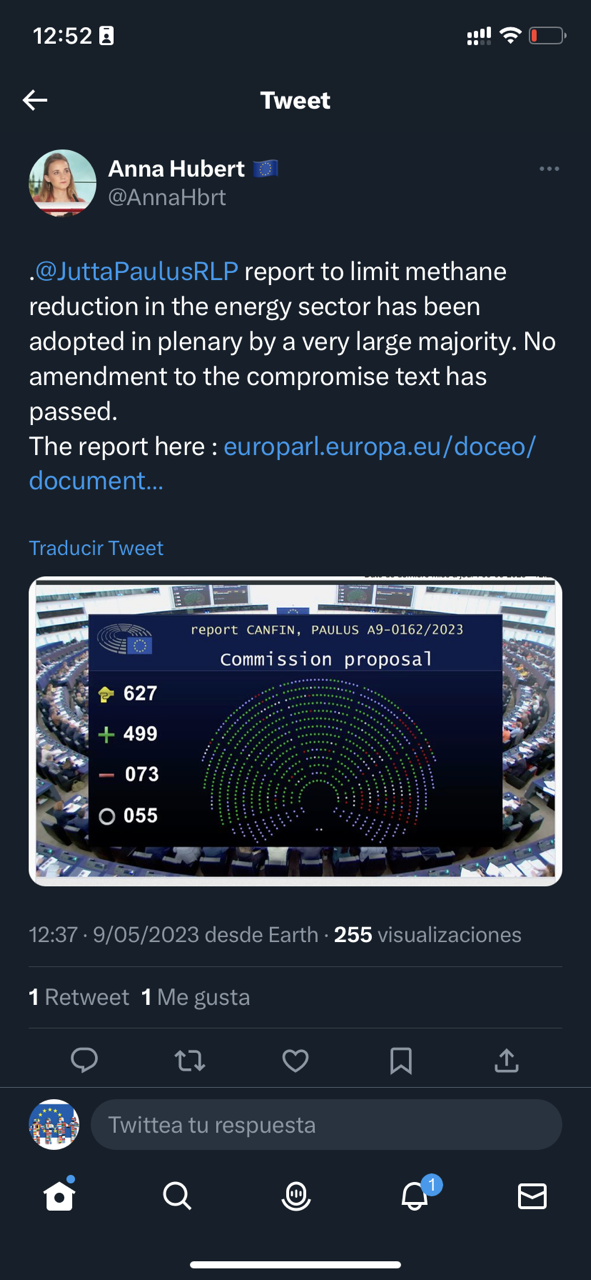 12:52
Tweet
Anna Hubert 🇪🇺
@AnnaHbrt
.@JuttaPaulusRLP report to limit methane
reduction in the energy sector has been
adopted in plenary by a very large majority. No
amendment to the compromise text has
passed.
The report here : europarl.europa.eu/doceo/
document...
Traducir Tweet
report CANFIN, PAULUS A9-0162/2023
Commission proposal
627
+ 499
- 073
055
12:37 · 9/05/2023 desde Earth · 255 visualizaciones
1 Retweet 1 Me gusta
Twittea tu respuesta
1